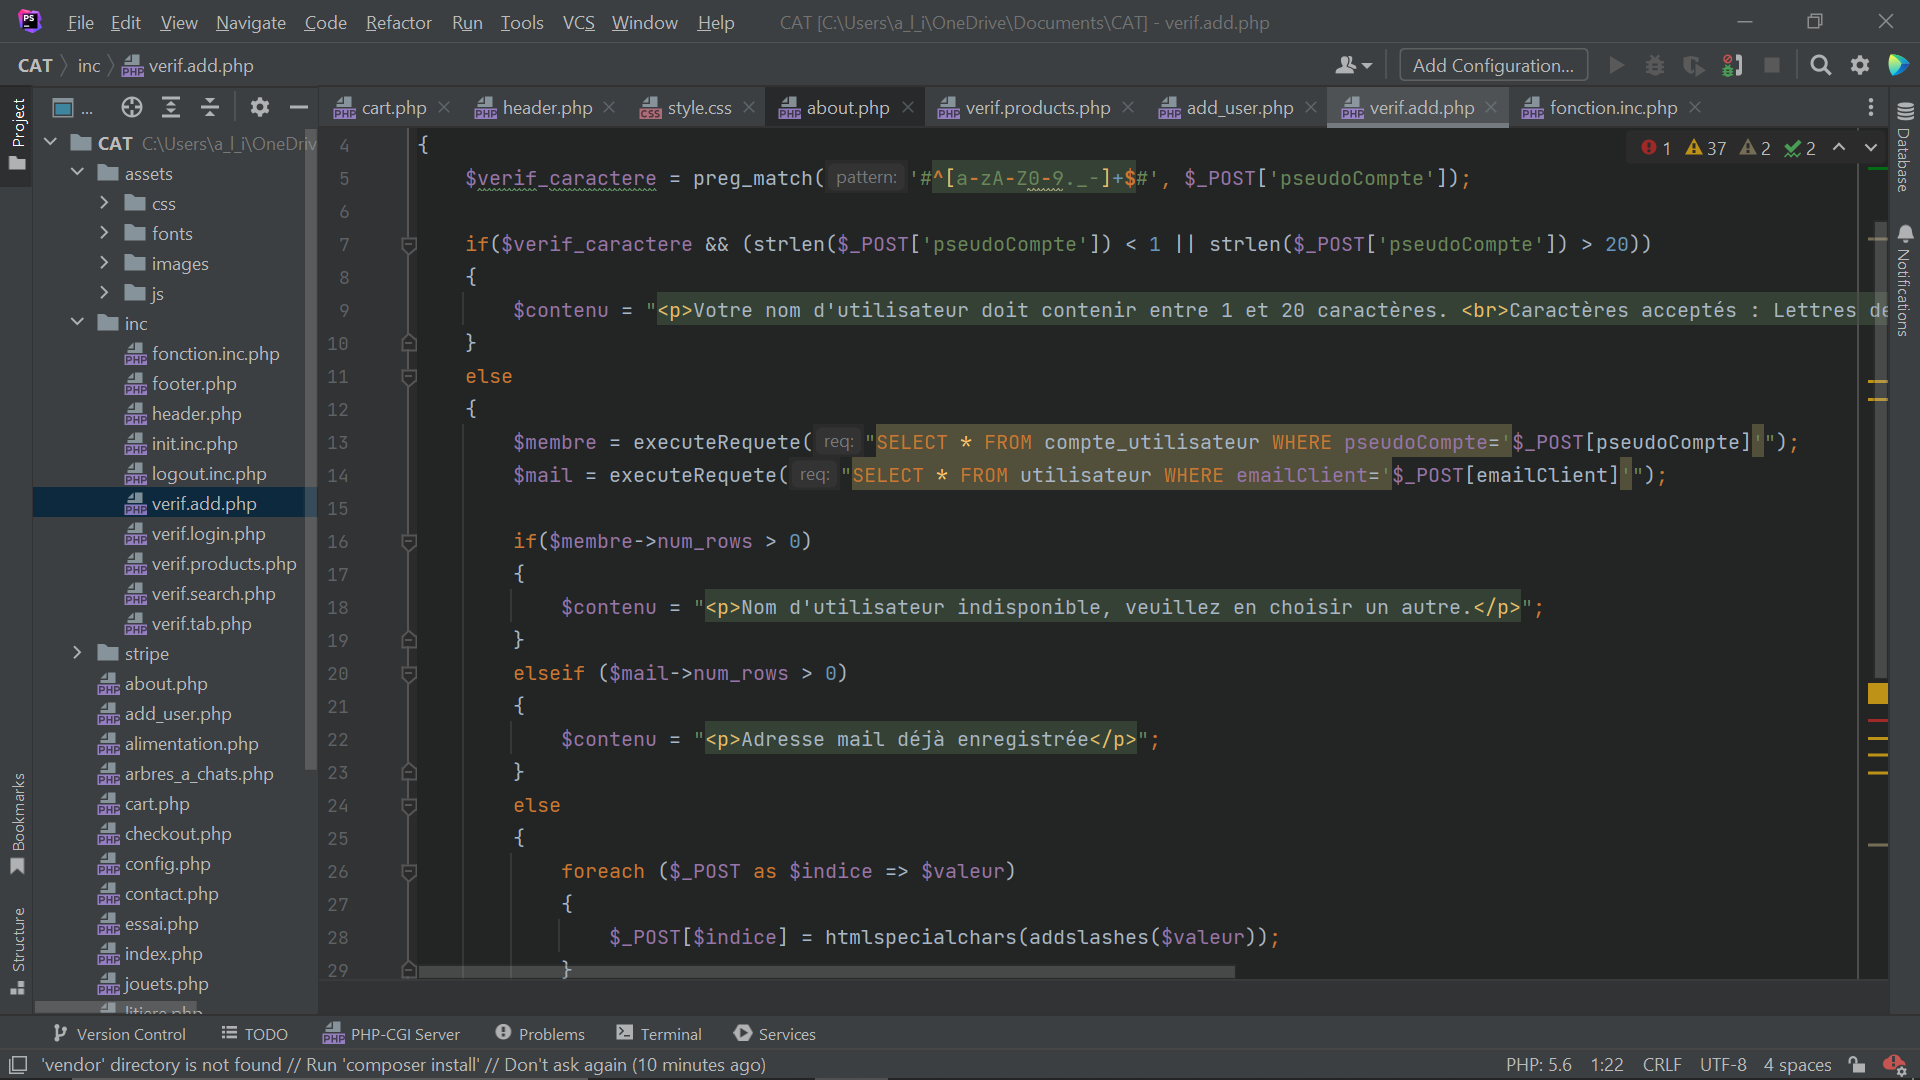 File Edit View Navigate Code Refactor Run Tools VCS Window Help CAT [C:\Users\a_l_i\OneDrive\Documents\CAT] - verif.add.php
CAT inc verif.add.php Add Configuration...
Project
...
cart.php header.php style.css about.php verif.products.php add_user.php verif.add.php fonction.inc.php
CAT C:\Users\a_l_i\OneDriv
assets
css
fonts
images
js
inc
fonction.inc.php
footer.php
header.php
init.inc.php
logout.inc.php
verif.add.php
verif.login.php
verif.products.php
verif.search.php
verif.tab.php
stripe
about.php
add_user.php
alimentation.php
arbres_a_chats.php
cart.php
checkout.php
config.php
contact.php
essai.php
index.php
jouets.php
litiere.php
1 37 2 2
4 {
5 $verif_caractere = preg_match( pattern: '#^[a-zA-Z0-9._-]+$#', $_POST['pseudoCompte']);
6
7 if($verif_caractere && (strlen($_POST['pseudoCompte']) < 1 || strlen($_POST['pseudoCompte']) > 20))
8 {
9 $contenu = "<p>Votre nom d'utilisateur doit contenir entre 1 et 20 caractères. <br>Caractères acceptés : Lettres de
10 }
11 else
12 {
13 $membre = executeRequete( req: "SELECT * FROM compte_utilisateur WHERE pseudoCompte='$_POST[pseudoCompte]'");
14 $mail = executeRequete( req: "SELECT * FROM utilisateur WHERE emailClient='$_POST[emailClient]'");
15
16 if($membre->num_rows > 0)
17 {
18 $contenu = "<p>Nom d'utilisateur indisponible, veuillez en choisir un autre.</p>";
19 }
20 elseif ($mail->num_rows > 0)
21 {
22 $contenu = "<p>Adresse mail déjà enregistrée</p>";
23 }
24 else
25 {
26 foreach ($_POST as $indice => $valeur)
27 {
28 $_POST[$indice] = htmlspecialchars(addslashes($valeur));
29 }
Database
Notifications
Bookmarks
Structure
Version Control TODO PHP-CGI Server Problems Terminal Services
'vendor' directory is not found // Run 'composer install' // Don't ask again (10 minutes ago) PHP: 5.6 1:22 CRLF UTF-8 4 spaces